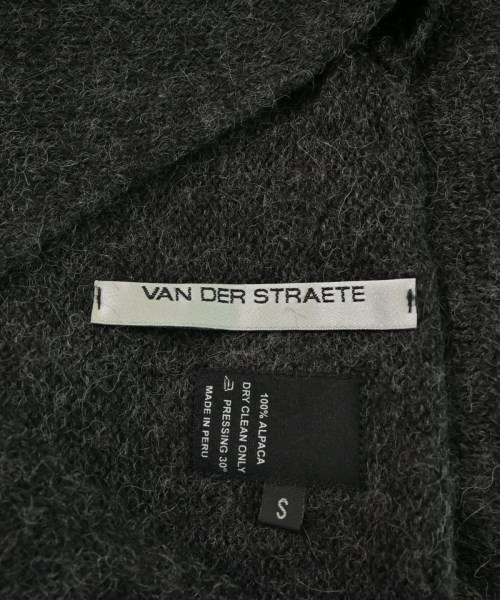 VAN DER STRAETE
100% ALPACA
DRY CLEAN ONLY
PRESSING 30°
MADE IN PERU
S